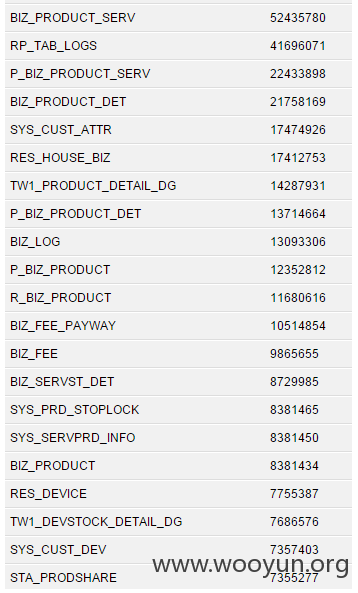 BIZ_PRODUCT_SERV 52435780
RP_TAB_LOGS 41696071
P_BIZ_PRODUCT_SERV 22433898
BIZ_PRODUCT_DET 21758169
SYS_CUST_ATTR 17474926
RES_HOUSE_BIZ 17412753
TW1_PRODUCT_DETAIL_DG 14287931
P_BIZ_PRODUCT_DET 13714664
BIZ_LOG 13093306
P_BIZ_PRODUCT 12352812
R_BIZ_PRODUCT 11680616
BIZ_FEE_PAYWAY 10514854
BIZ_FEE 9865655
BIZ_SERVST_DET 8729985
SYS_PRD_STOPLOCK 8381465
SYS_SERVPRD_INFO 8381450
BIZ_PRODUCT 8381434
RES_DEVICE 7755387
TW1_DEVSTOCK_DETAIL_DG 7686576
SYS_CUST_DEV 7357403
www.wooyun.org
STA_PRODSHARE 7355277